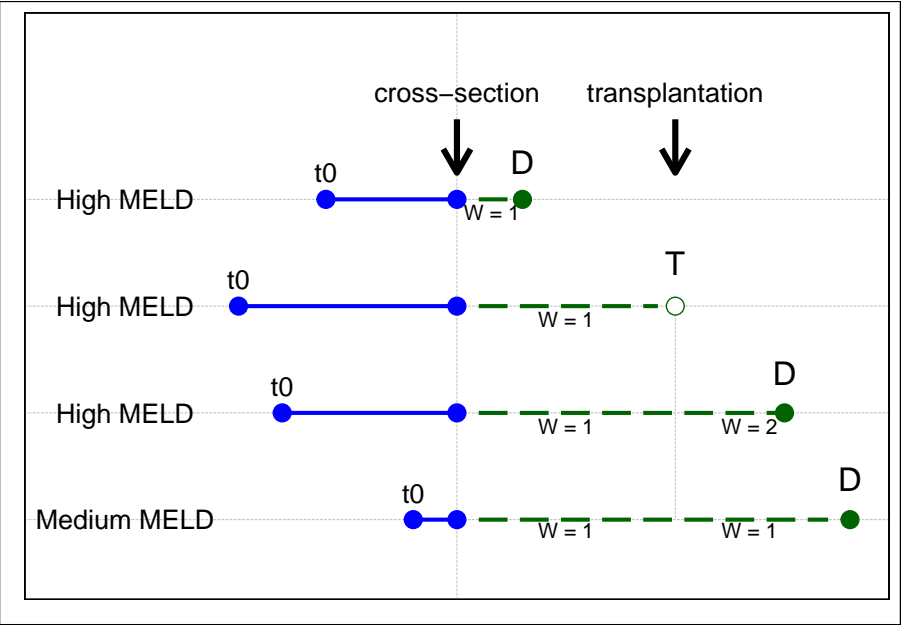 cross−section transplantation
t0 D
High MELD W = 1
t0 T
High MELD W = 1
t0 D
High MELD W = 1 W = 2
t0 D
Medium MELD W = 1 W = 1